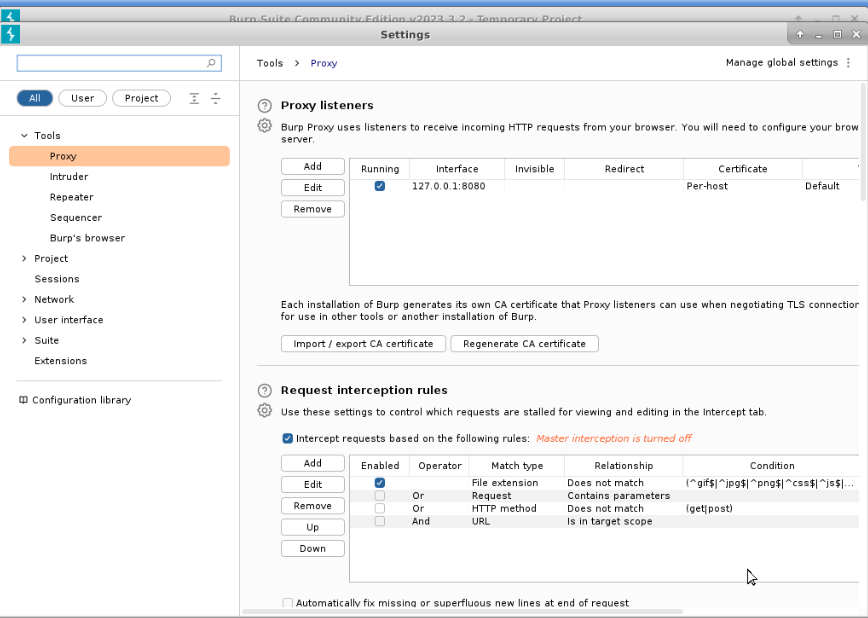 Burp Suite Community Edition v2023.3.2 - Temporary Project
Settings
Tools > Proxy
Manage global settings
All User Project
Tools
Proxy
Intruder
Repeater
Sequencer
Burp's browser
Project
Sessions
Network
User interface
Suite
Extensions
Configuration library
Proxy listeners
Burp Proxy uses listeners to receive incoming HTTP requests from your browser. You will need to configure your brow
server.
Add
Edit
Remove
Running Interface Invisible Redirect Certificate
127.0.0.1:8080 Per-host Default
Each installation of Burp generates its own CA certificate that Proxy listeners can use when negotiating TLS connection
for use in other tools or another installation of Burp.
Import / export CA certificate Regenerate CA certificate
Request interception rules
Use these settings to control which requests are stalled for viewing and editing in the Intercept tab.
Intercept requests based on the following rules: Master interception is turned off
Add
Edit
Remove
Up
Down
Enabled Operator Match type Relationship Condition
File extension Does not match (^gif$|^jpg$|^png$|^css$|^js$|...
Or Request Contains parameters
Or HTTP method Does not match (get|post)
And URL Is in target scope
Automatically fix missing or superfluous new lines at end of request